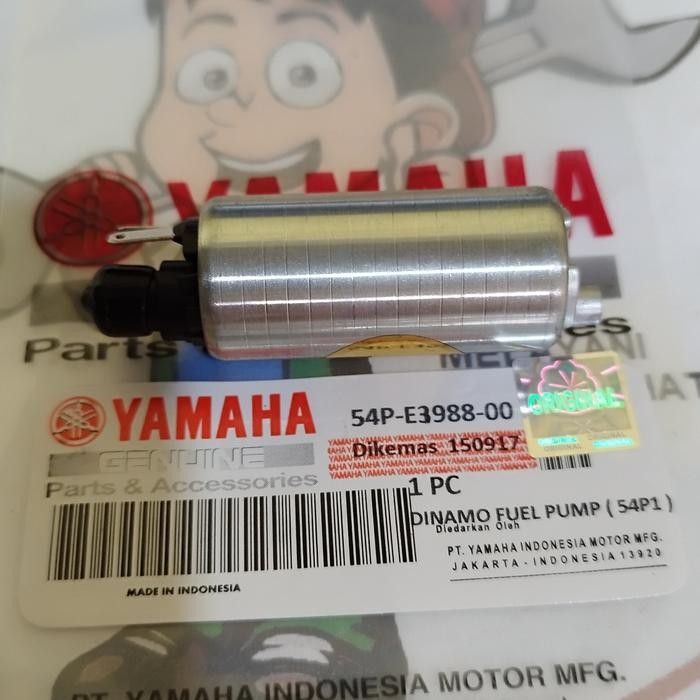 YAMAHA
Parts
MELAYANI
YAMAHA
GENUINE
Parts & Accessories
54P-E3988-00
Dikemas 150917
ORIGINAL
1 PC
DINAMO FUEL PUMP ( 54P1 )
Diedarkan Oleh
PT. YAMAHA INDONESIA MOTOR MFG.
JAKARTA - INDONESIA 13920
MADE IN INDONESIA
PT. YAMAHA INDONESIA MOTOR MFG.